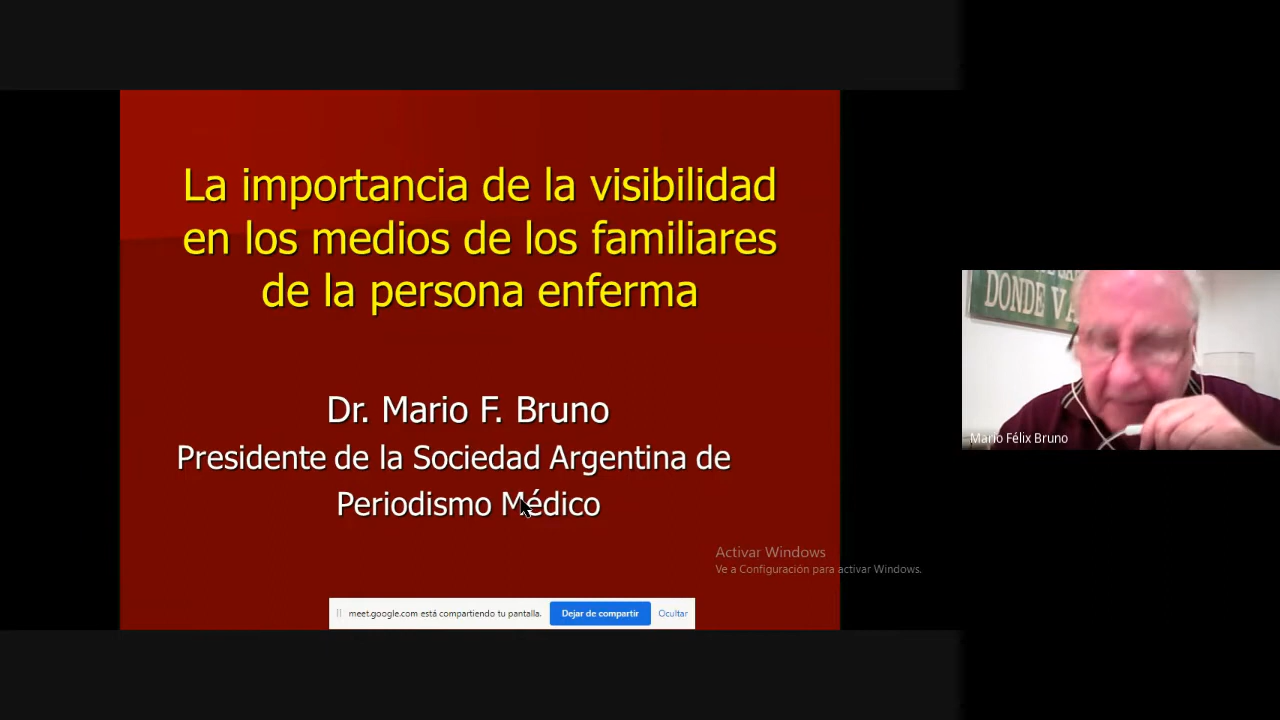 La importancia de la visibilidad
en los medios de los familiares
de la persona enferma
Dr. Mario F. Bruno
Presidente de la Sociedad Argentina de
Periodismo Médico
Activar Windows
Ve a Configuración para activar Windows.
meet.google.com está compartiendo tu pantalla. Dejar de compartir Ocultar
DONDE
Mario Félix Bruno